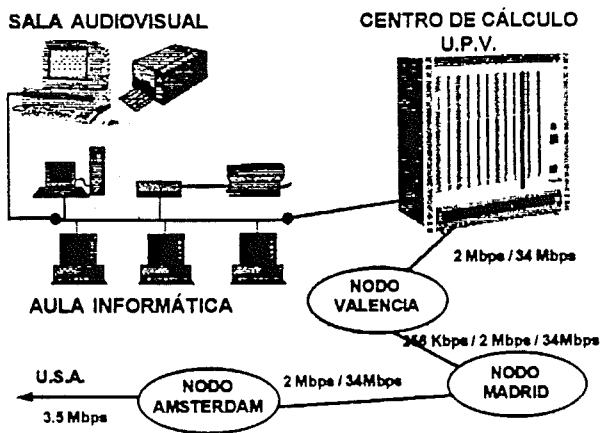 SALA AUDIOVISUAL
CENTRO DE CÁLCULO
U.P.V.
2 Mbps / 34 Mbps
AULA INFORMÁTICA
NODO
VALENCIA
256 Kbps / 2 Mbps / 34Mbps
U.S.A.
3.5 Mbps
NODO
AMSTERDAM
2 Mbps / 34Mbps
NODO
MADRID